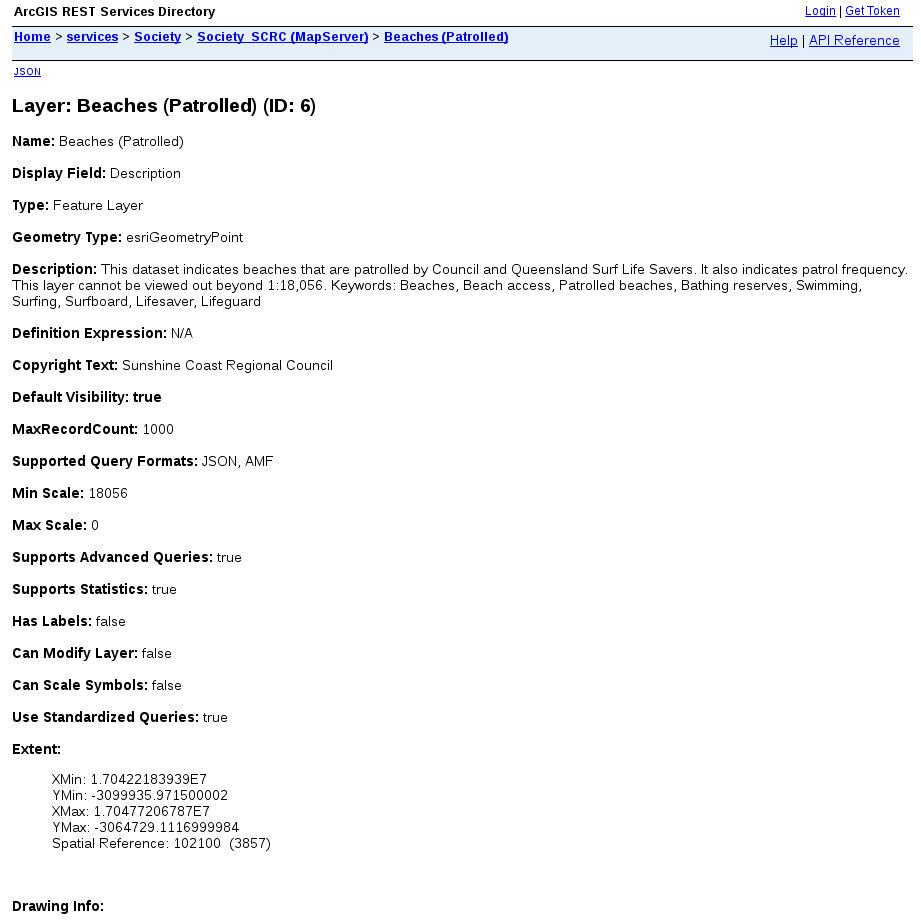 ArcGIS REST Services Directory
Login | Get Token
Home > services > Society > Society_SCRC (MapServer) > Beaches (Patrolled)
Help | API Reference
JSON
Layer: Beaches (Patrolled) (ID: 6)
Name: Beaches (Patrolled)
Display Field: Description
Type: Feature Layer
Geometry Type: esriGeometryPoint
Description: This dataset indicates beaches that are patrolled by Council and Queensland Surf Life Savers. It also indicates patrol frequency.
This layer cannot be viewed out beyond 1:18,056. Keywords: Beaches, Beach access, Patrolled beaches, Bathing reserves, Swimming,
Surfing, Surfboard, Lifesaver, Lifeguard
Definition Expression: N/A
Copyright Text: Sunshine Coast Regional Council
Default Visibility: true
MaxRecordCount: 1000
Supported Query Formats: JSON, AMF
Min Scale: 18056
Max Scale: 0
Supports Advanced Queries: true
Supports Statistics: true
Has Labels: false
Can Modify Layer: false
Can Scale Symbols: false
Use Standardized Queries: true
Extent:
XMin: 1.70422183939E7
YMin: -3099935.971500002
XMax: 1.70477206787E7
YMax: -3064729.1116999984
Spatial Reference: 102100  (3857)
Drawing Info: